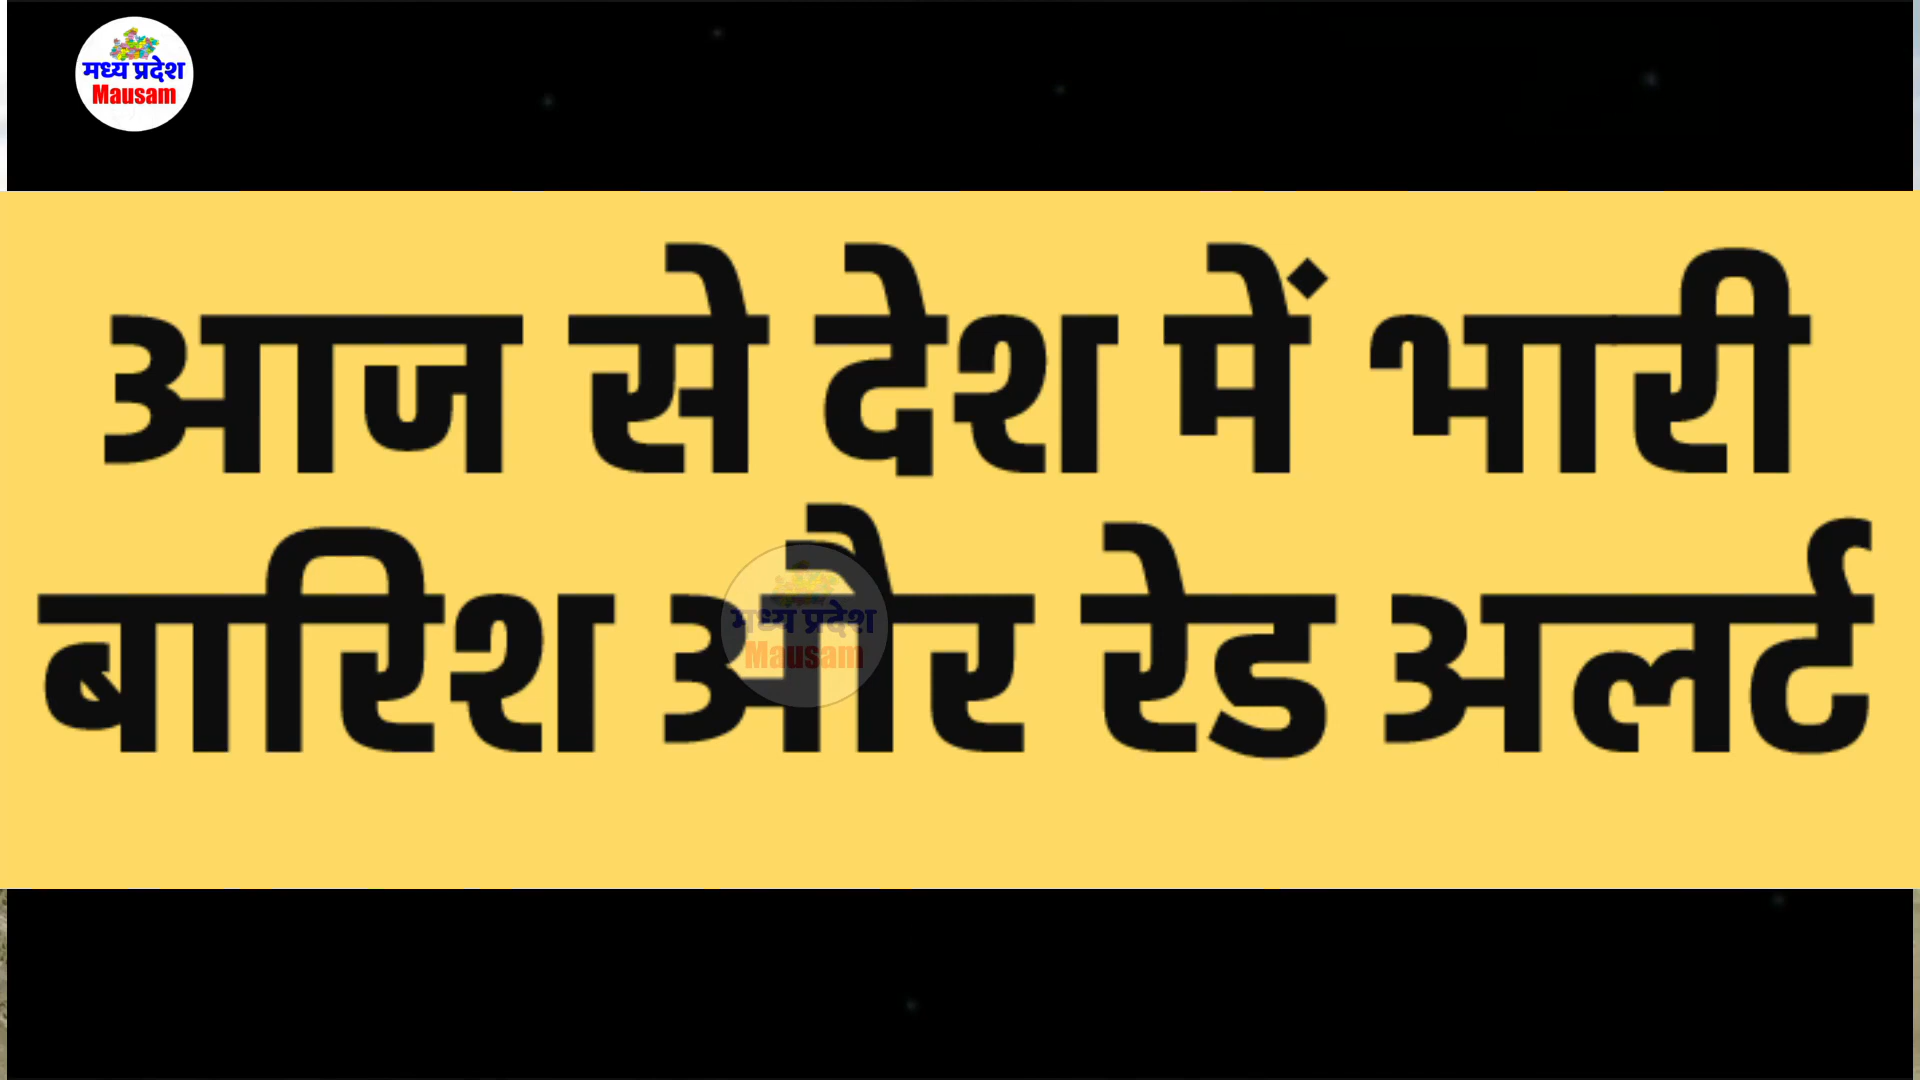 मध्य प्रदेश
Mausam
आज से देश में भारी
बारिश और रेड अलर्ट
मध्य प्रदेश
Mausam